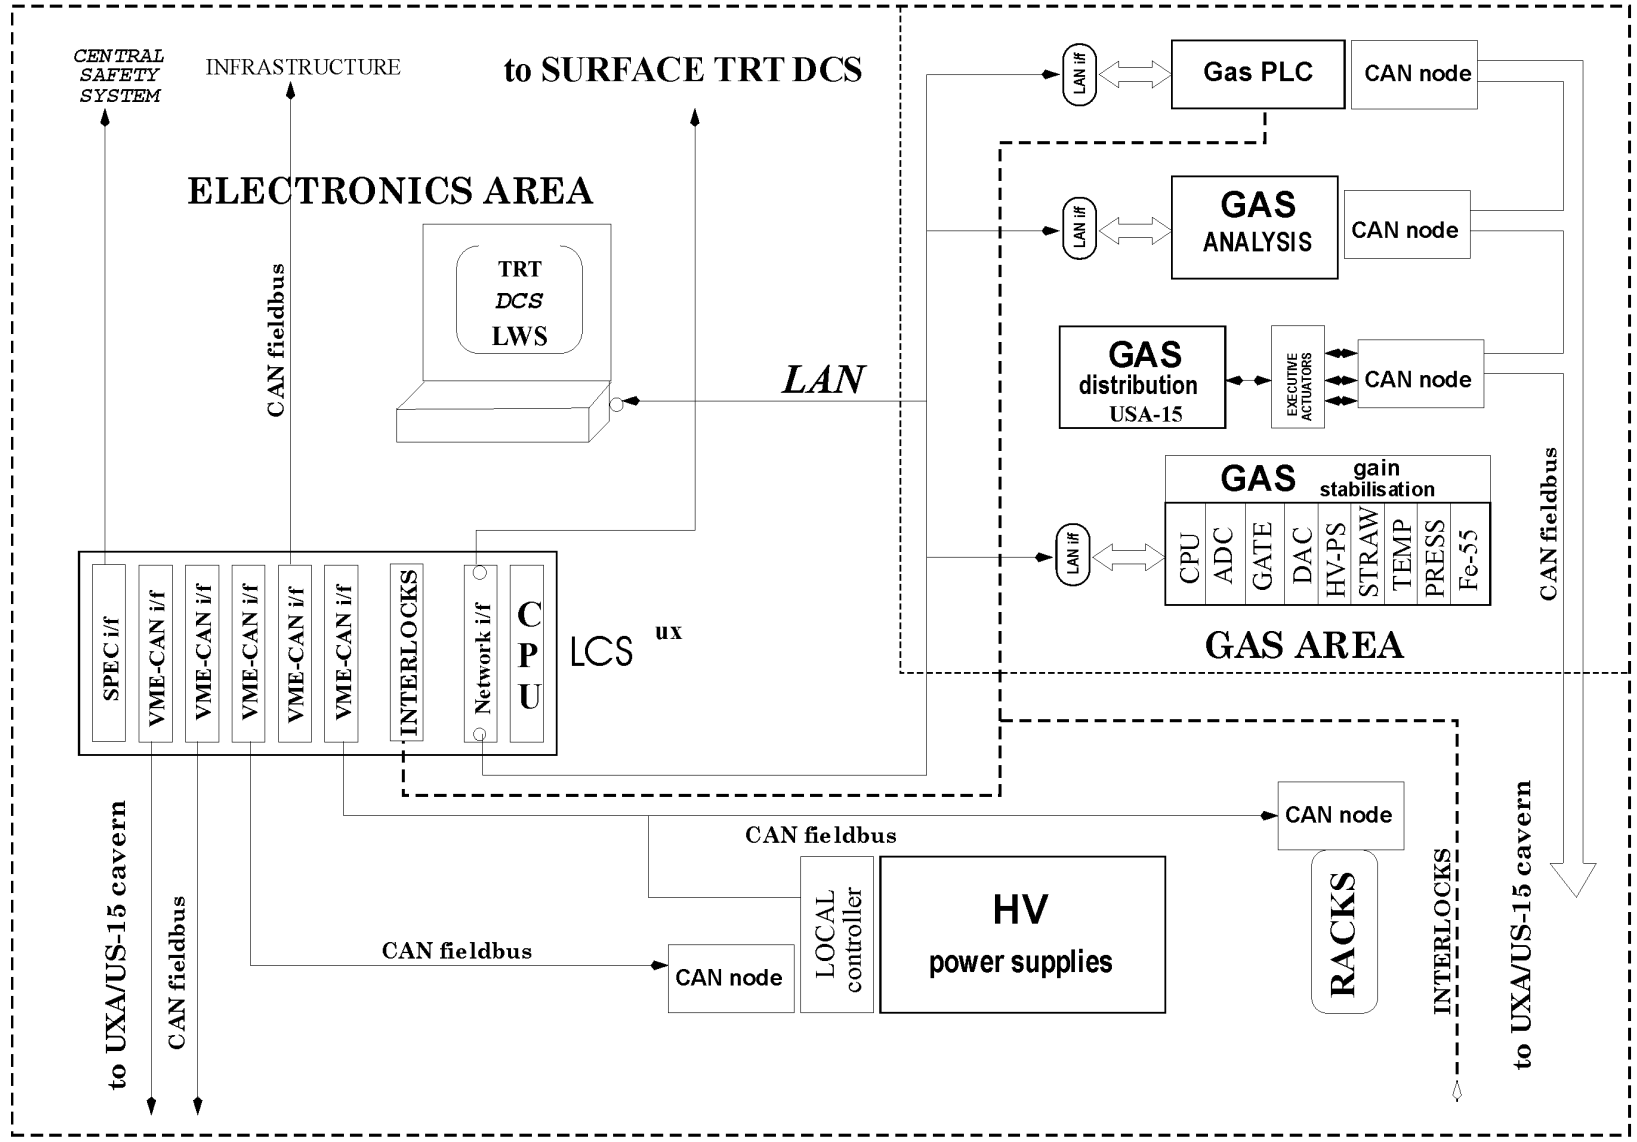 CENTRAL
SAFETY
SYSTEM
INFRASTRUCTURE
to SURFACE TRT DCS
ELECTRONICS AREA
CAN fieldbus
TRT
DCS
LWS
LAN
LAN i/f
Gas PLC
CAN node
LAN i/f
GAS
ANALYSIS
CAN node
GAS
distribution
USA-15
EXECUTIVE
ACTUATORS
CAN node
GAS gain
stabilisation
LAN i/f
CPU
ADC
GATE
DAC
HV-PS
STRAW
TEMP
PRESS
Fe-55
CAN fieldbus
GAS AREA
SPEC i/f
VME-CAN i/f
VME-CAN i/f
VME-CAN i/f
VME-CAN i/f
VME-CAN i/f
INTERLOCKS
Network i/f
CPU
LCS ux
to UXA/US-15 cavern
CAN fieldbus
CAN fieldbus
CAN node
CAN fieldbus
LOCAL
controller
HV
power supplies
CAN node
RACKS
INTERLOCKS
to UXA/US-15 cavern